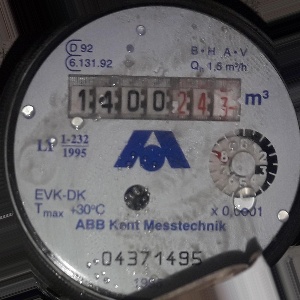 D 92
6.131.92
B · H A · V
Qn 1,5 m³/h
1400243 m³
LT 1-232
1995
EVK-DK
Tmax +30°C
x 0,0001
ABB Kent Messtechnik
04371495